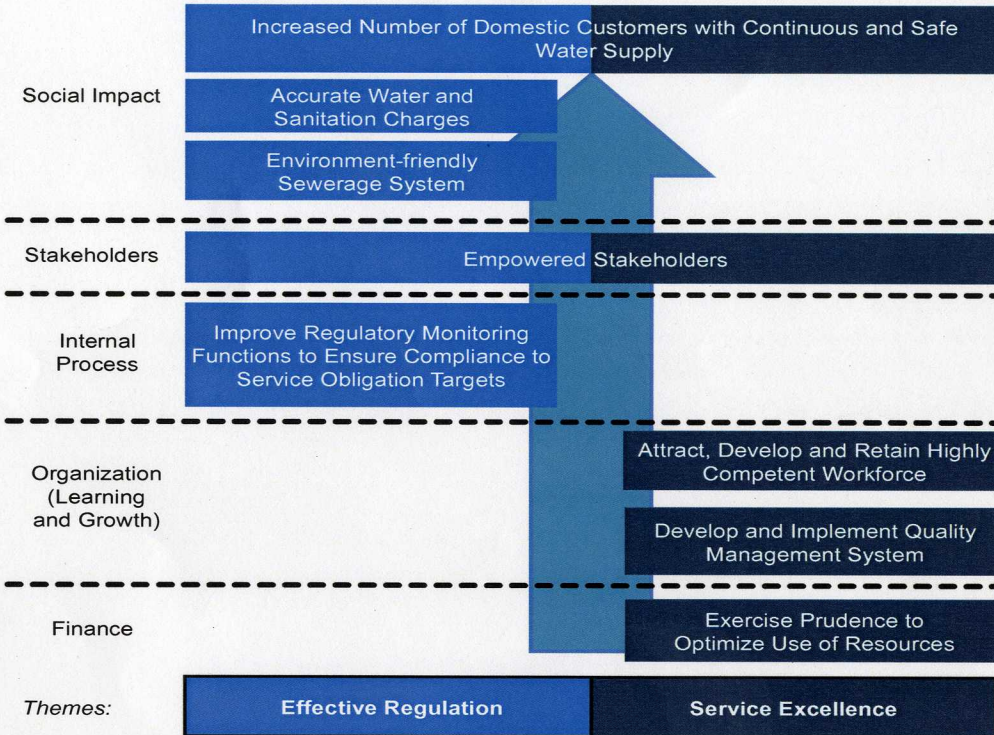 Increased Number of Domestic Customers with Continuous and Safe
Water Supply
Social Impact
Accurate Water and
Sanitation Charges
Environment-friendly
Sewerage System
Stakeholders
Empowered Stakeholders
Internal
Process
Improve Regulatory Monitoring
Functions to Ensure Compliance to
Service Obligation Targets
Organization
(Learning
and Growth)
Attract, Develop and Retain Highly
Competent Workforce
Develop and Implement Quality
Management System
Finance
Exercise Prudence to
Optimize Use of Resources
Themes:
Effective Regulation
Service Excellence